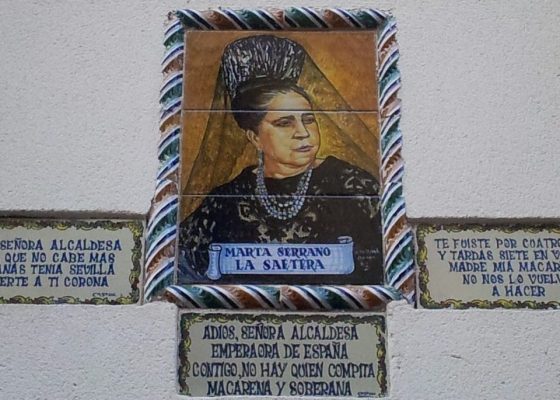 MARTA SERRANO
LA SAETERA
SEÑORA ALCALDESA
QUE NO CABE MAS
TENIA SEVILLA
A TI CORONA
TE FUISTE POR
Y TARDAS SIETE EN
MADRE MIA
NO NOS LO
A HACER
ADIOS, SEÑORA ALCALDESA
EMPERAORA DE ESPAÑA
CONTIGO, NO HAY QUIEN COMPITA
MACARENA Y SOBERANA